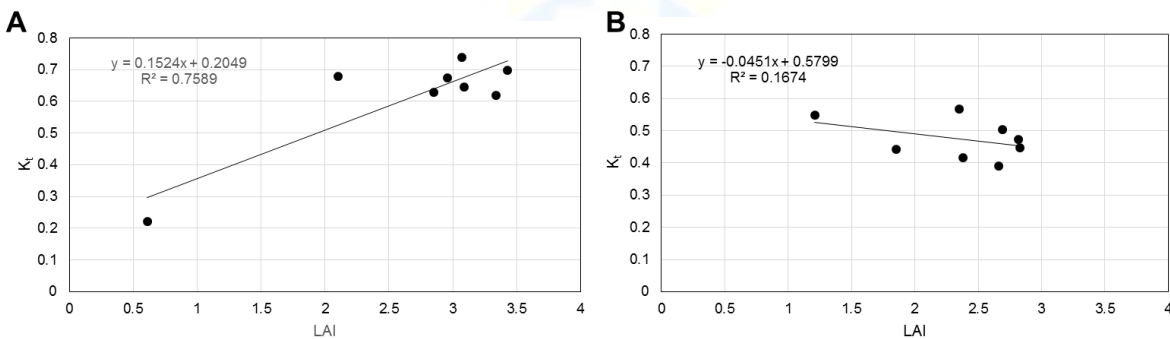 A
y = 0.1524x + 0.2049
R² = 0.7589
Kt
0.8
0.7
0.6
0.5
0.4
0.3
0.2
0.1
0
0 0.5 1 1.5 2 2.5 3 3.5 4
LAI
B
y = -0.0451x + 0.5799
R² = 0.1674
Kt
0.8
0.7
0.6
0.5
0.4
0.3
0.2
0.1
0
0 0.5 1 1.5 2 2.5 3 3.5 4
LAI